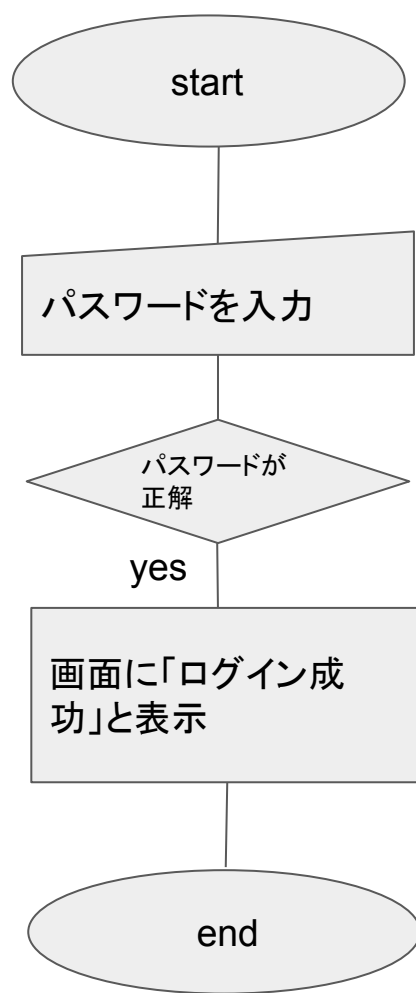 start
パスワードを入力
パスワードが
正解
yes
画面に「ログイン成
功」と表示
end